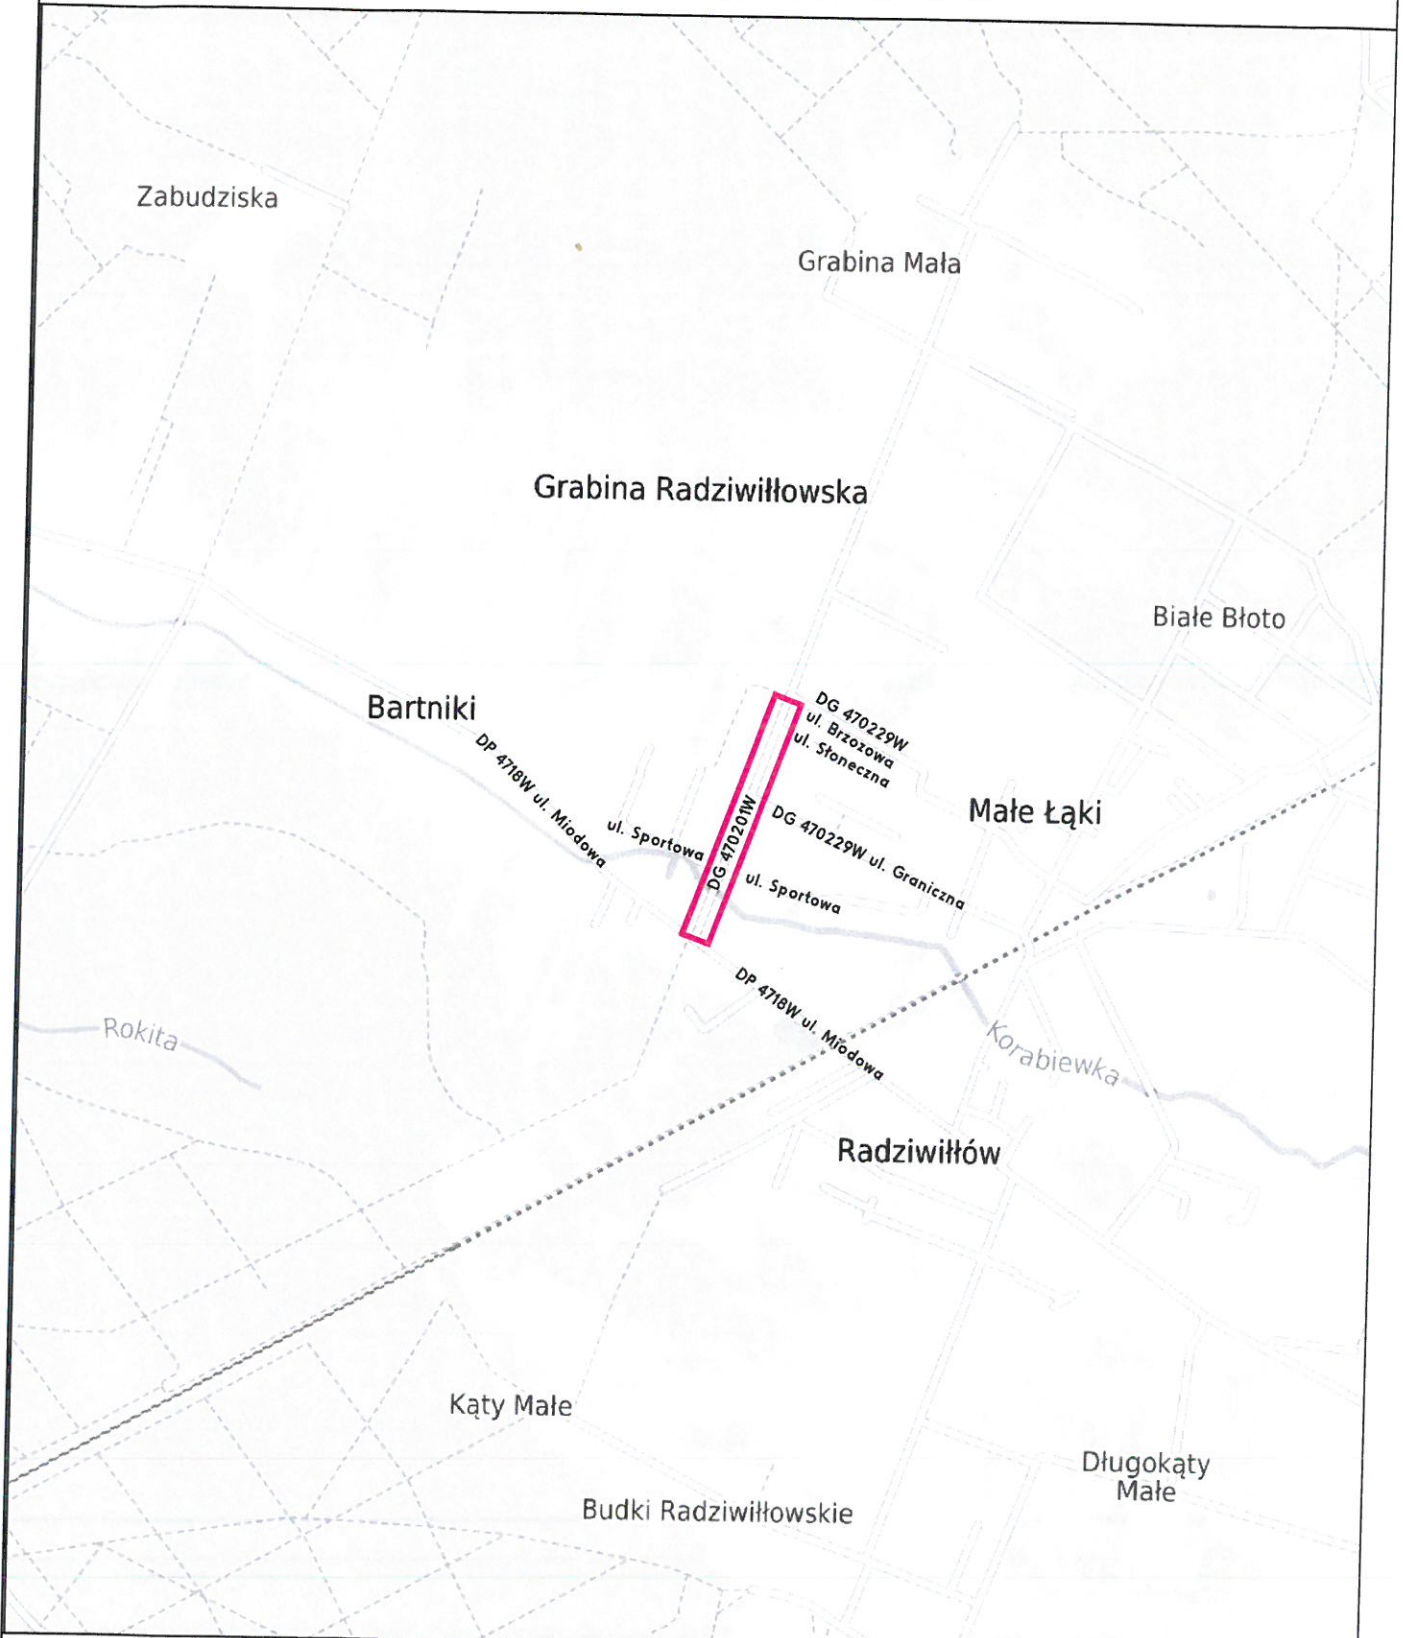 Zabudziska
Grabina Mała
Grabina Radziwiłłowska
Białe Błoto
Bartniki
DG 470229W
ul. Brzozowa
ul. Słoneczna
DP 4718W ul. Miodowa
Małe Łąki
DG 470201W
DG 470229W ul. Graniczna
ul. Sportowa
ul. Sportowa
DP 4718W ul. Miodowa
Rokita
Korabiewka
Radziwiłłów
Kąty Małe
Długokąty
Małe
Budki Radziwiłłowskie